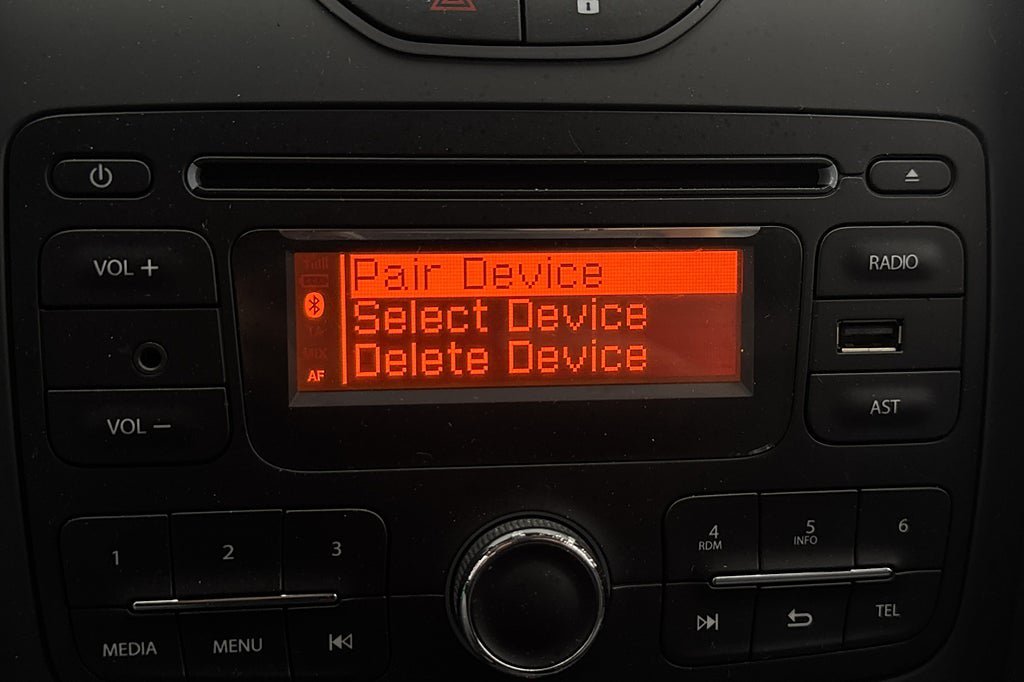 VOL +
RADIO
Pair Device
Select Device
Delete Device
AF
VOL −
AST
1
2
3
4
RDM
5
INFO
6
MEDIA
MENU
TEL